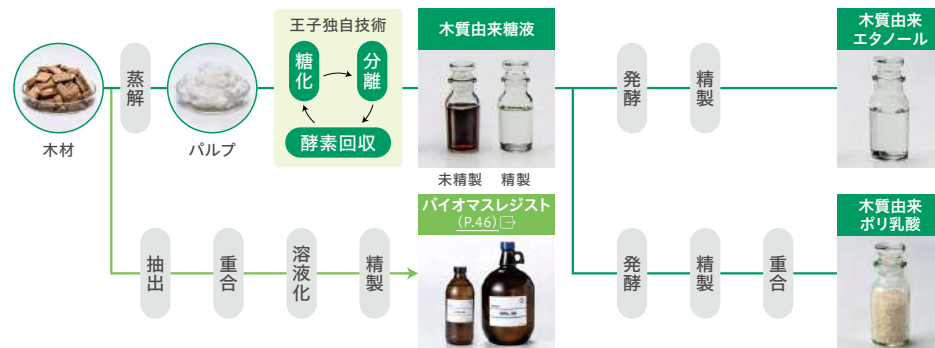 木材
蒸解
パルプ
王子独自技術
糖化
分離
酵素回収
木質由来糖液
未精製
精製
発酵
精製
木質由来
エタノール
抽出
重合
溶液化
精製
バイオマスレジスト
(P.46)
発酵
精製
重合
木質由来
ポリ乳酸